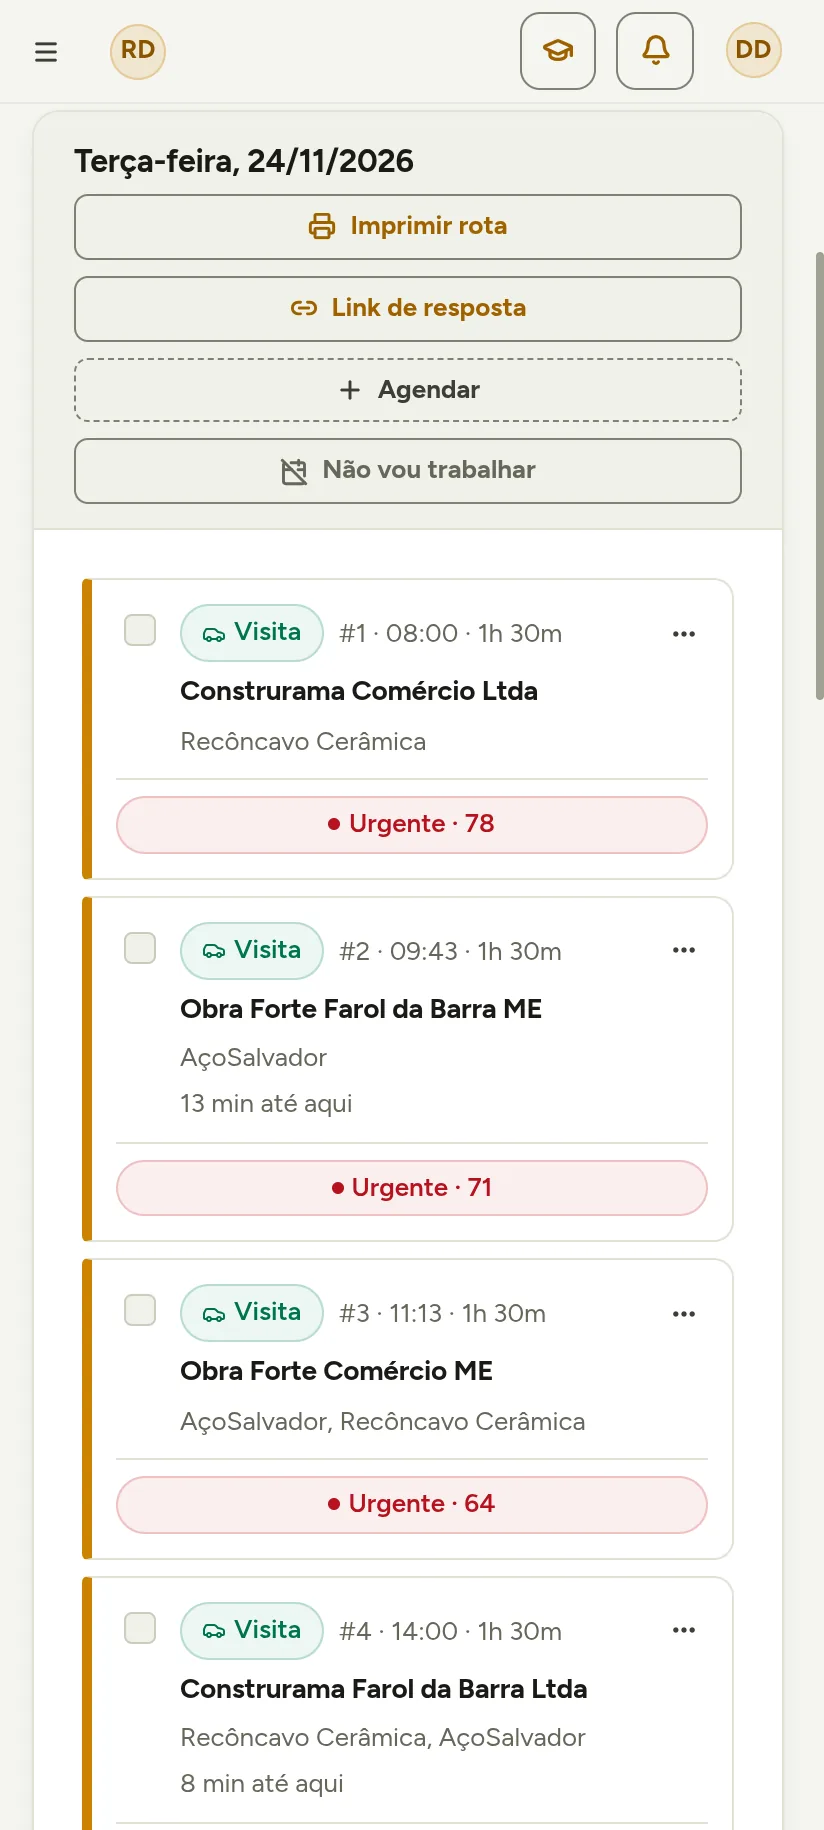 RD
DD
Terça-feira, 24/11/2026
Imprimir rota
Link de resposta
Agendar
Não vou trabalhar
Visita #1 · 08:00 · 1h 30m
Construrama Comércio Ltda
Recôncavo Cerâmica
Urgente · 78
Visita #2 · 09:43 · 1h 30m
Obra Forte Farol da Barra ME
AçoSalvador
13 min até aqui
Urgente · 71
Visita #3 · 11:13 · 1h 30m
Obra Forte Comércio ME
AçoSalvador, Recôncavo Cerâmica
Urgente · 64
Visita #4 · 14:00 · 1h 30m
Construrama Farol da Barra Ltda
Recôncavo Cerâmica, AçoSalvador
8 min até aqui